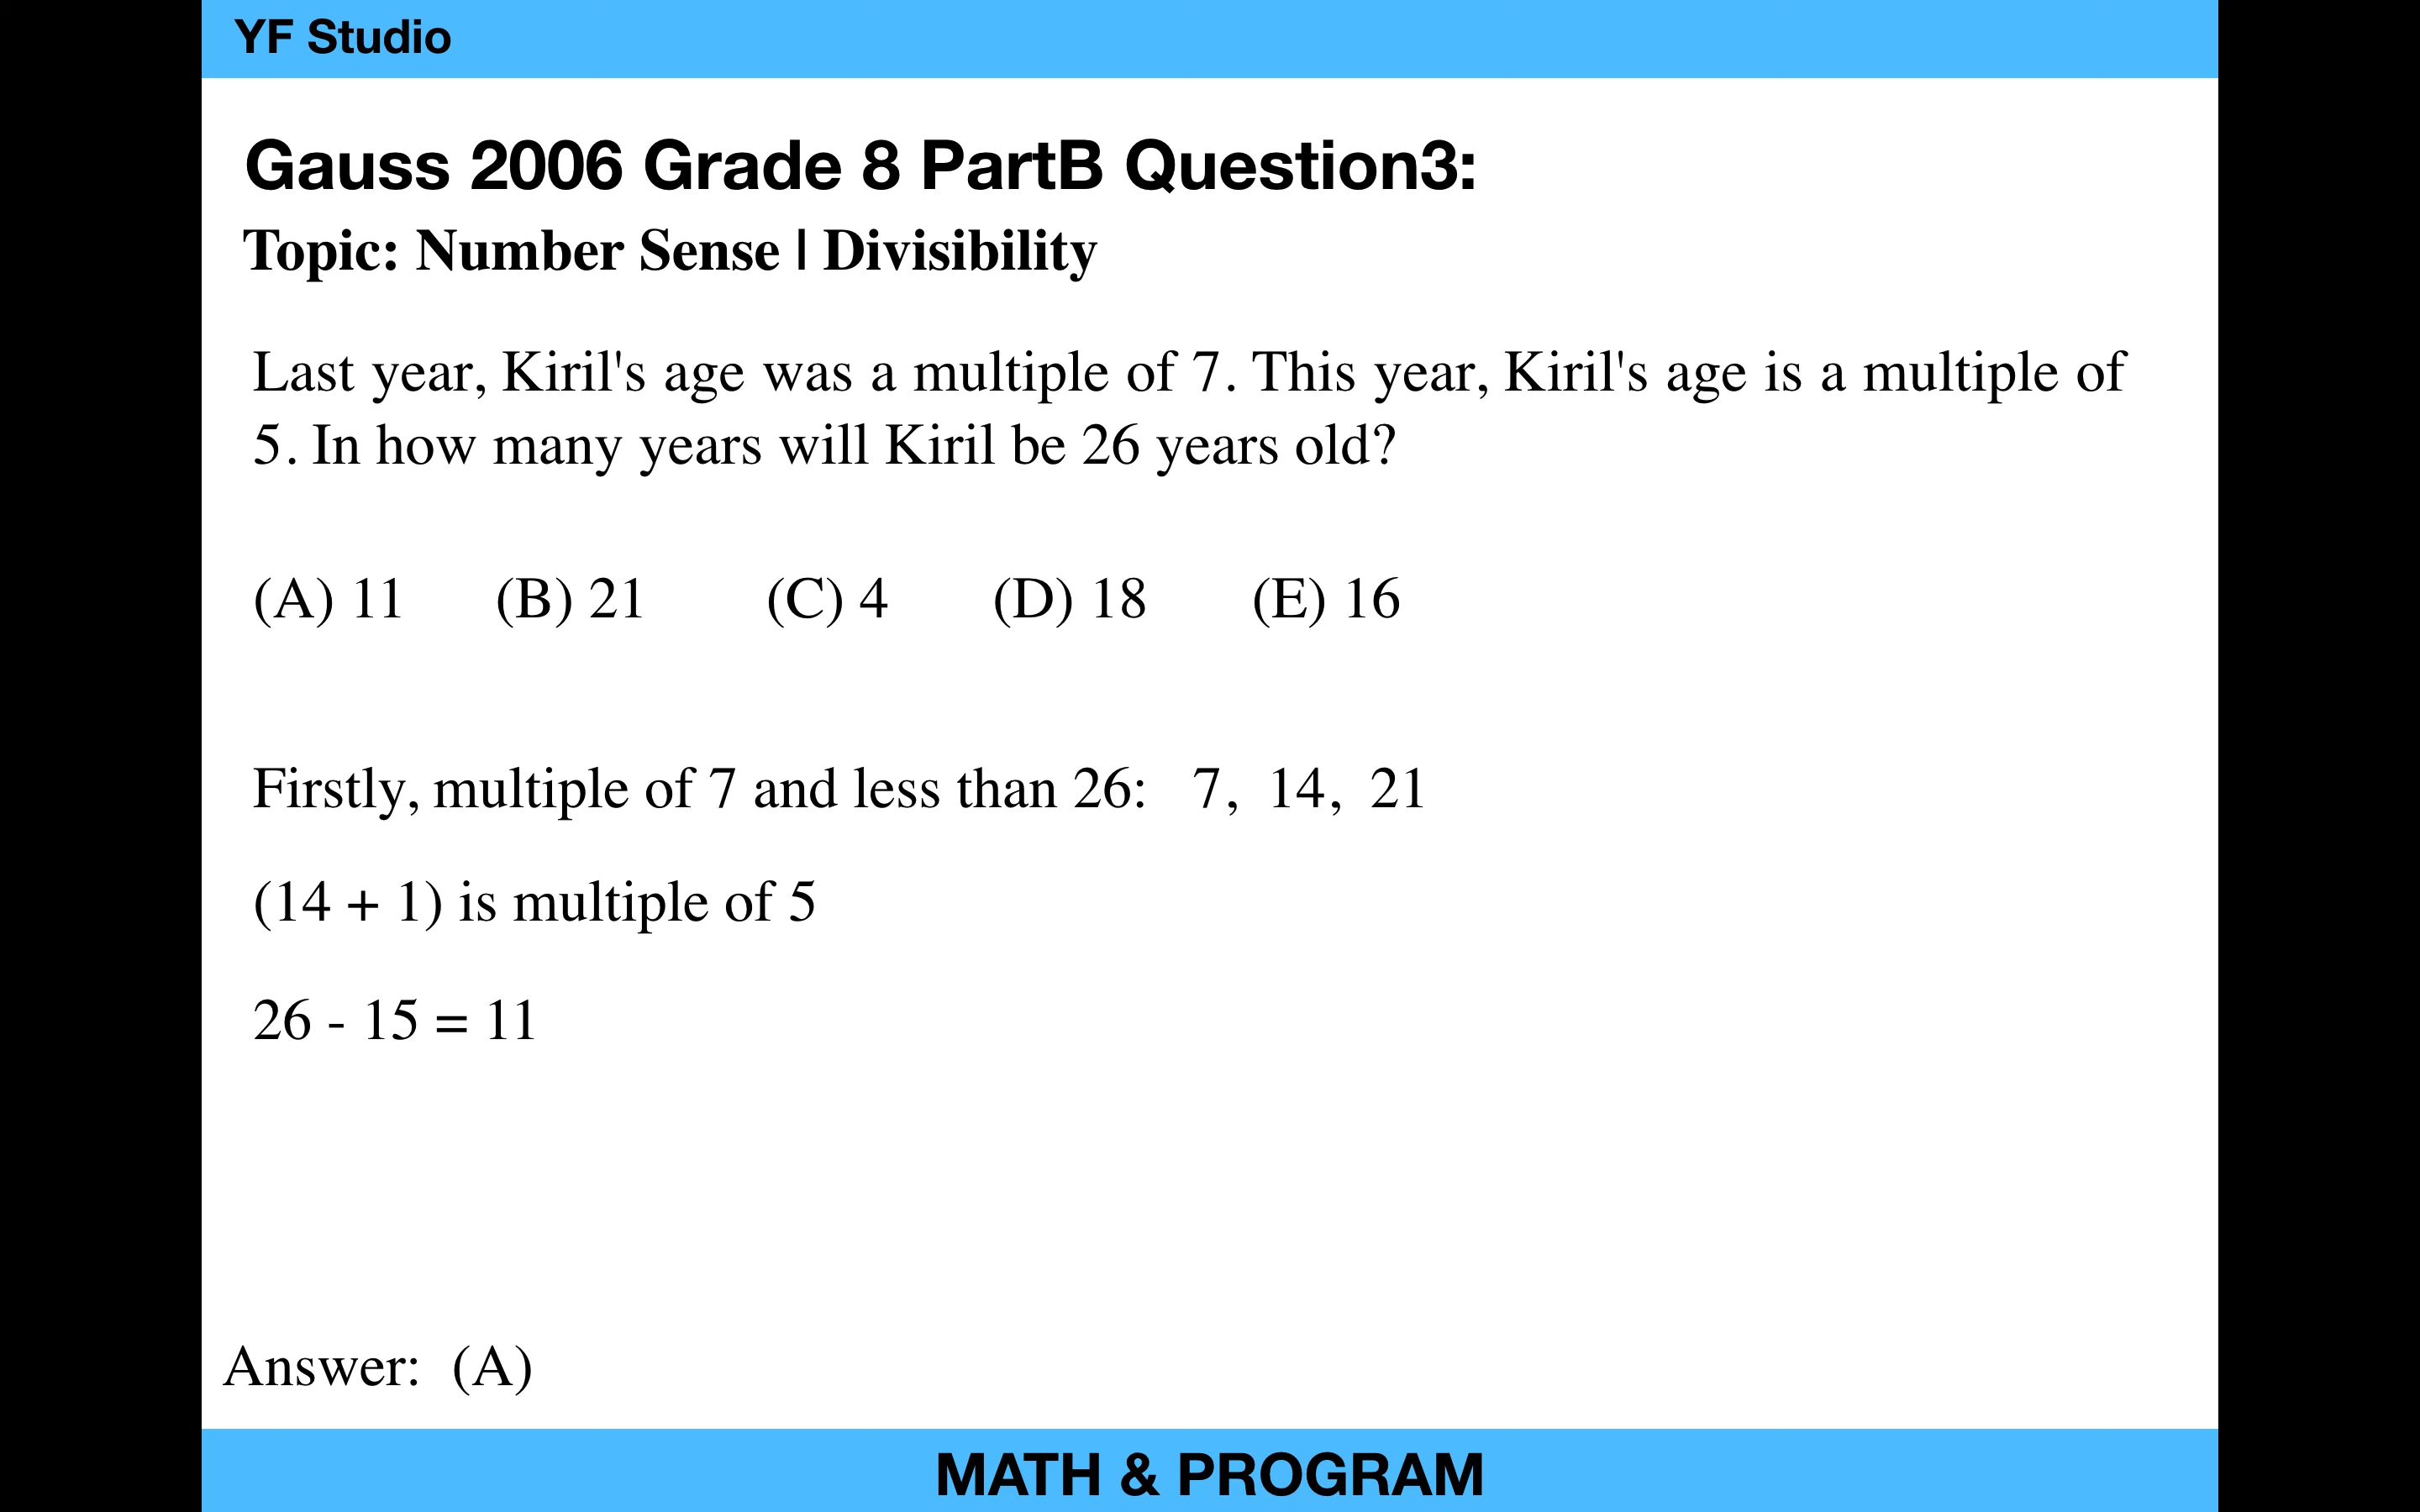 YF Studio
Gauss 2006 Grade 8 PartB Question3:
Topic: Number Sense | Divisibility
Last year, Kiril's age was a multiple of 7. This year, Kiril's age is a multiple of
5. In how many years will Kiril be 26 years old?
(A) 11 (B) 21 (C) 4 (D) 18 (E) 16
Firstly, multiple of 7 and less than 26: 7, 14, 21
(14 + 1) is multiple of 5
26 - 15 = 11
Answer: (A)
MATH & PROGRAM